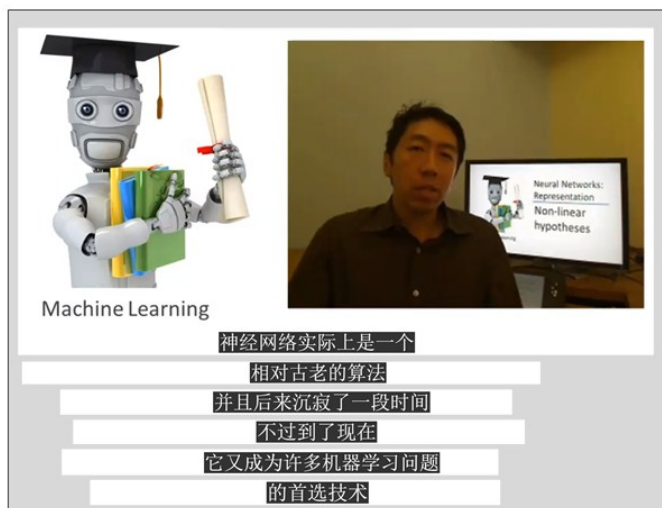 Neural Networks:
Representation
Non-linear
hypotheses
Machine Learning
神经网络实际上是一个
相对古老的算法
并且后来沉寂了一段时间
不过到了现在
它又成为许多机器学习问题
的首选技术